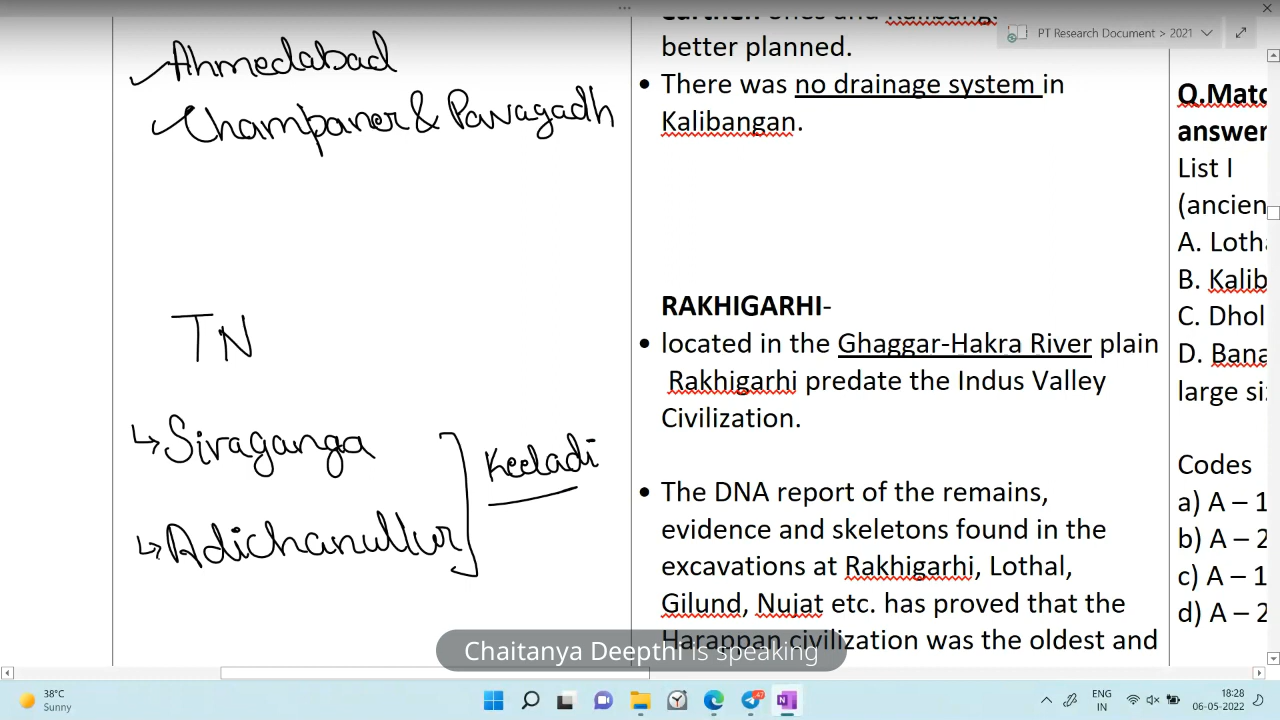 PT Research Document > 2021
better planned.
• There was no drainage system in
Kalibangan.
RAKHIGARHI-
• located in the Ghaggar-Hakra River plain
Rakhigarhi predate the Indus Valley
Civilization.
• The DNA report of the remains,
evidence and skeletons found in the
excavations at Rakhigarhi, Lothal,
Gilund, Nujat etc. has proved that the
Harappan civilization was the oldest and
Ahmedabad
Champaner & Pavagadh
TN
↳ Sivaganga
↳ Adichanullur
Keeladi
Q.Matc
answer
List I
(ancien
A. Loth
B. Kalib
C. Dhol
D. Bana
large si
Codes
a) A – 1
b) A – 2
c) A – 1
d) A – 2
Chaitanya Deepthi is speaking
38°C
Sunny
47
ENG
IN
18:28
06-05-2022